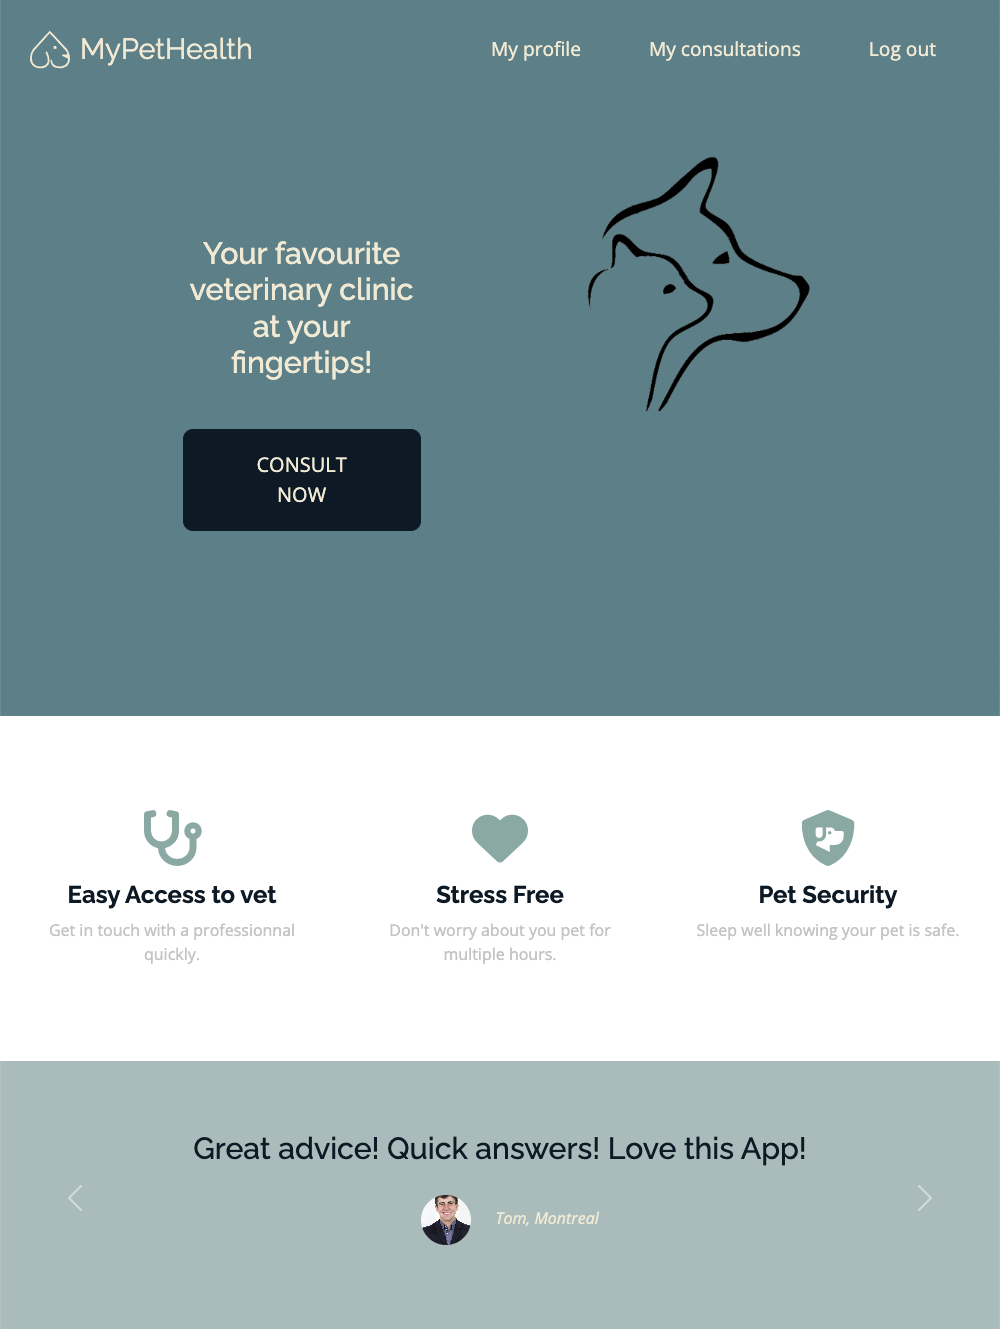 MyPetHealth
My profile
My consultations
Log out
Your favourite
veterinary clinic
at your
fingertips!
CONSULT
NOW
Easy Access to vet
Get in touch with a professionnal
quickly.
Stress Free
Don't worry about you pet for
multiple hours.
Pet Security
Sleep well knowing your pet is safe.
Great advice! Quick answers! Love this App!
Tom, Montreal